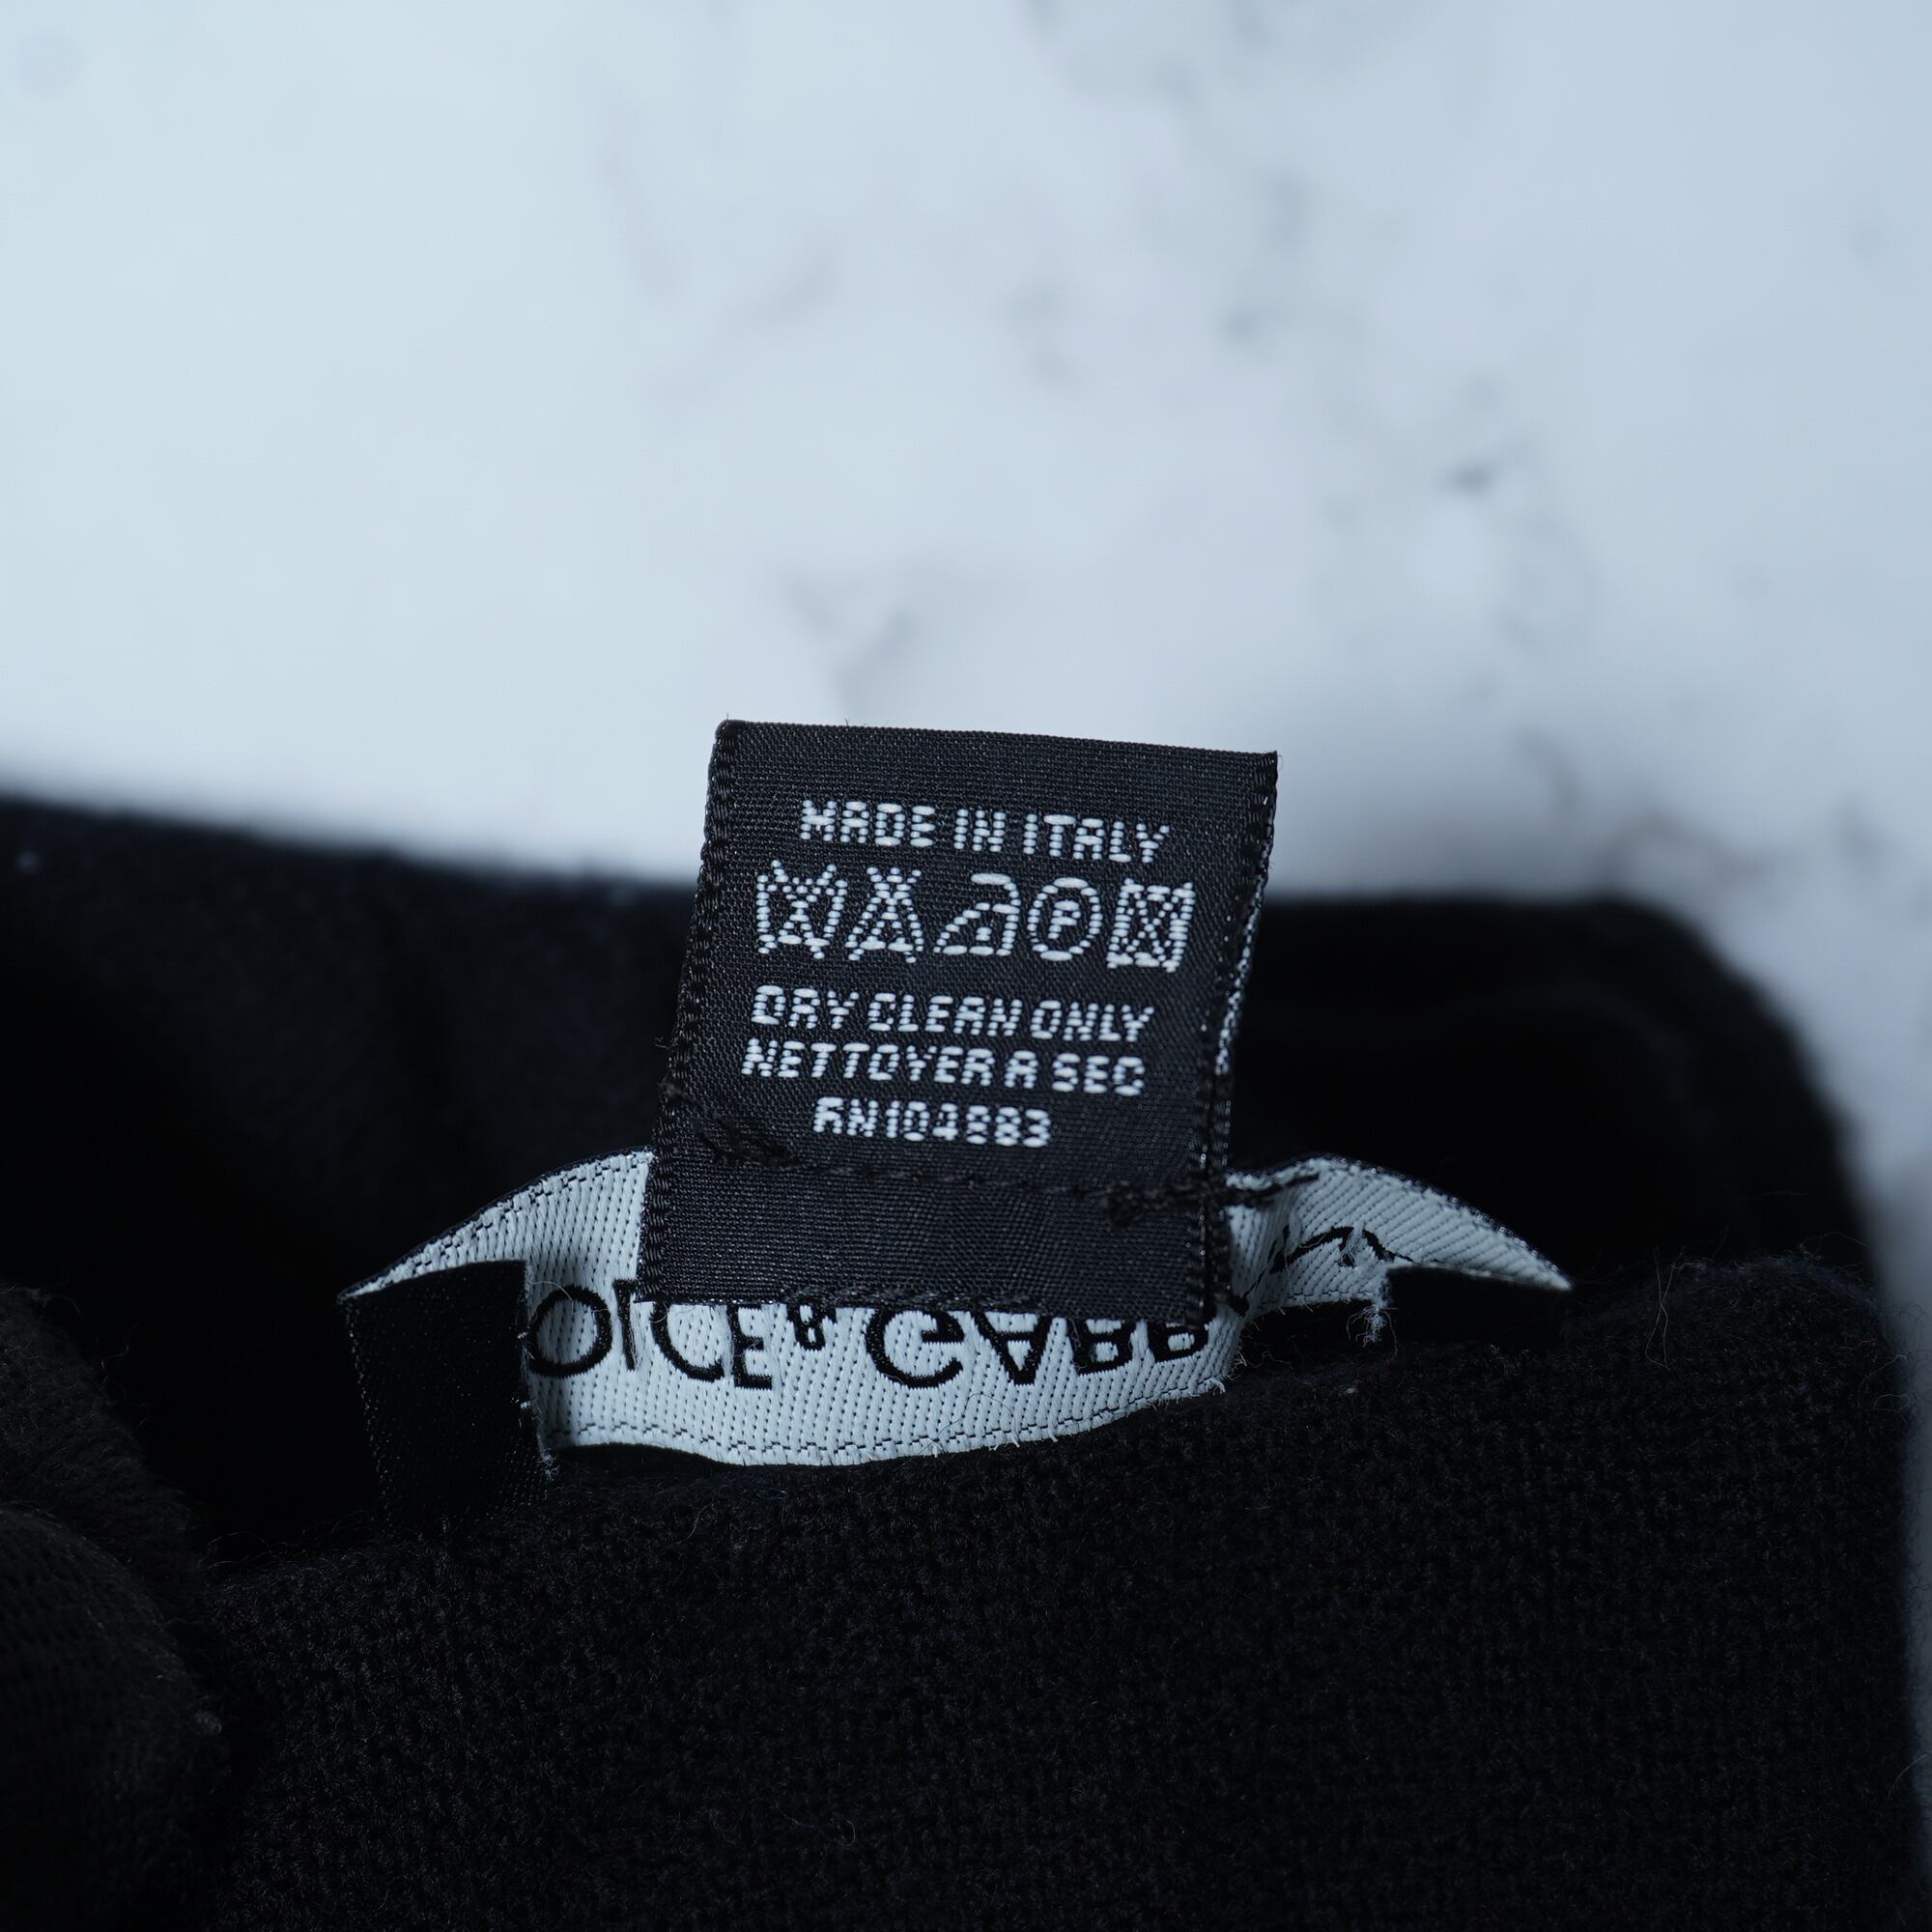 MADE IN ITALY
P
DRY CLEAN ONLY
NETTOYER A SEC
RN104883
OLCE & GABB